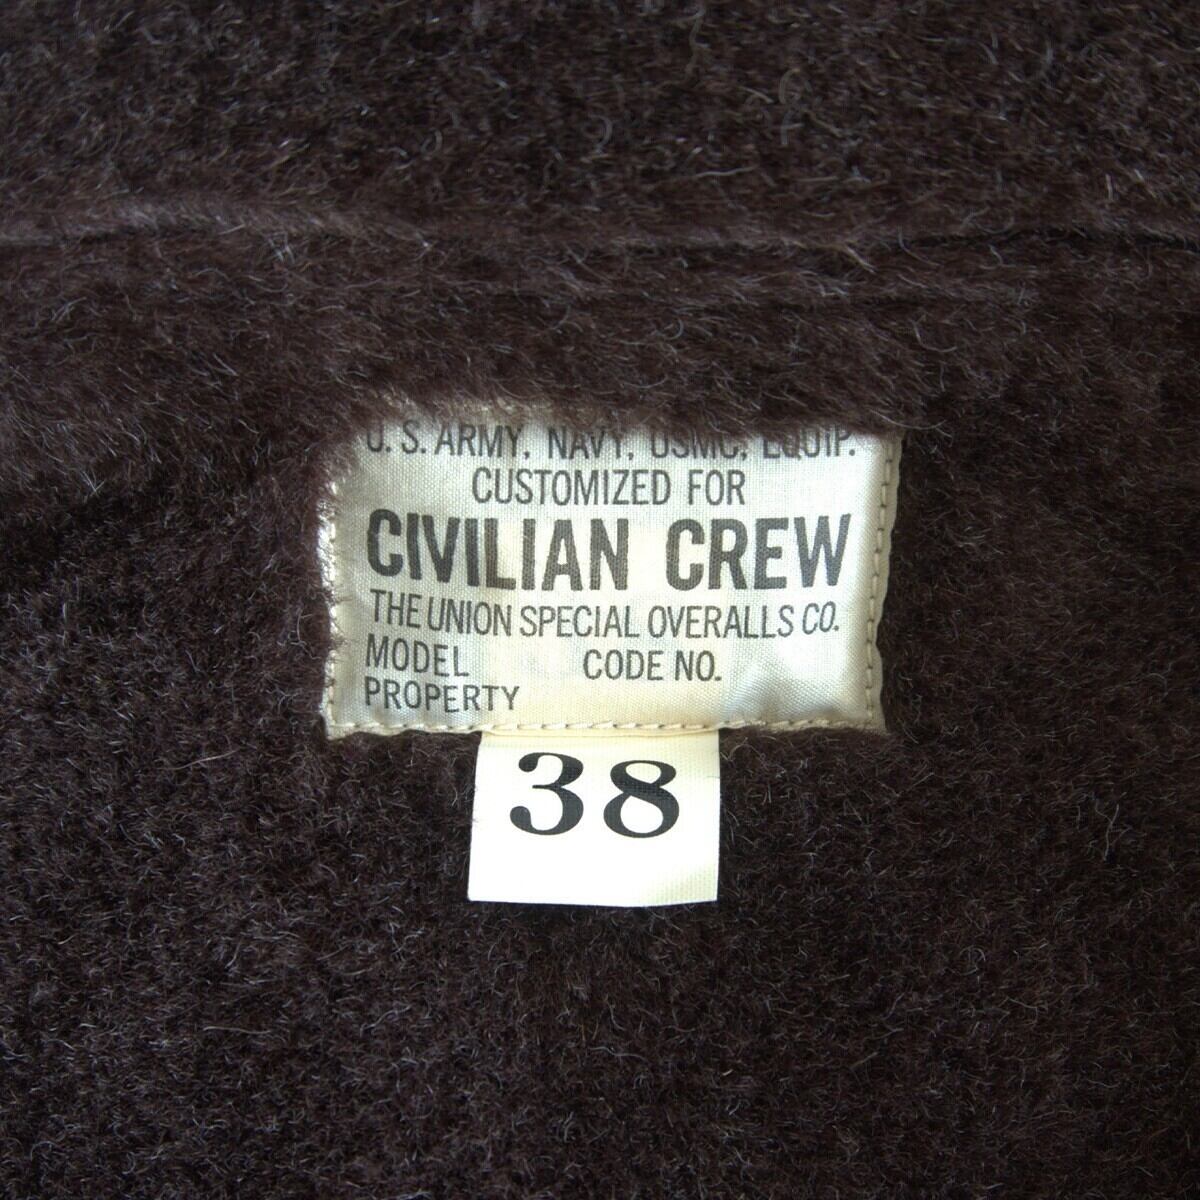 U. S. ARMY, NAVY, USMC, EQUIP.
CUSTOMIZED FOR
CIVILIAN CREW
THE UNION SPECIAL OVERALLS CO.
MODEL CODE NO.
PROPERTY
38